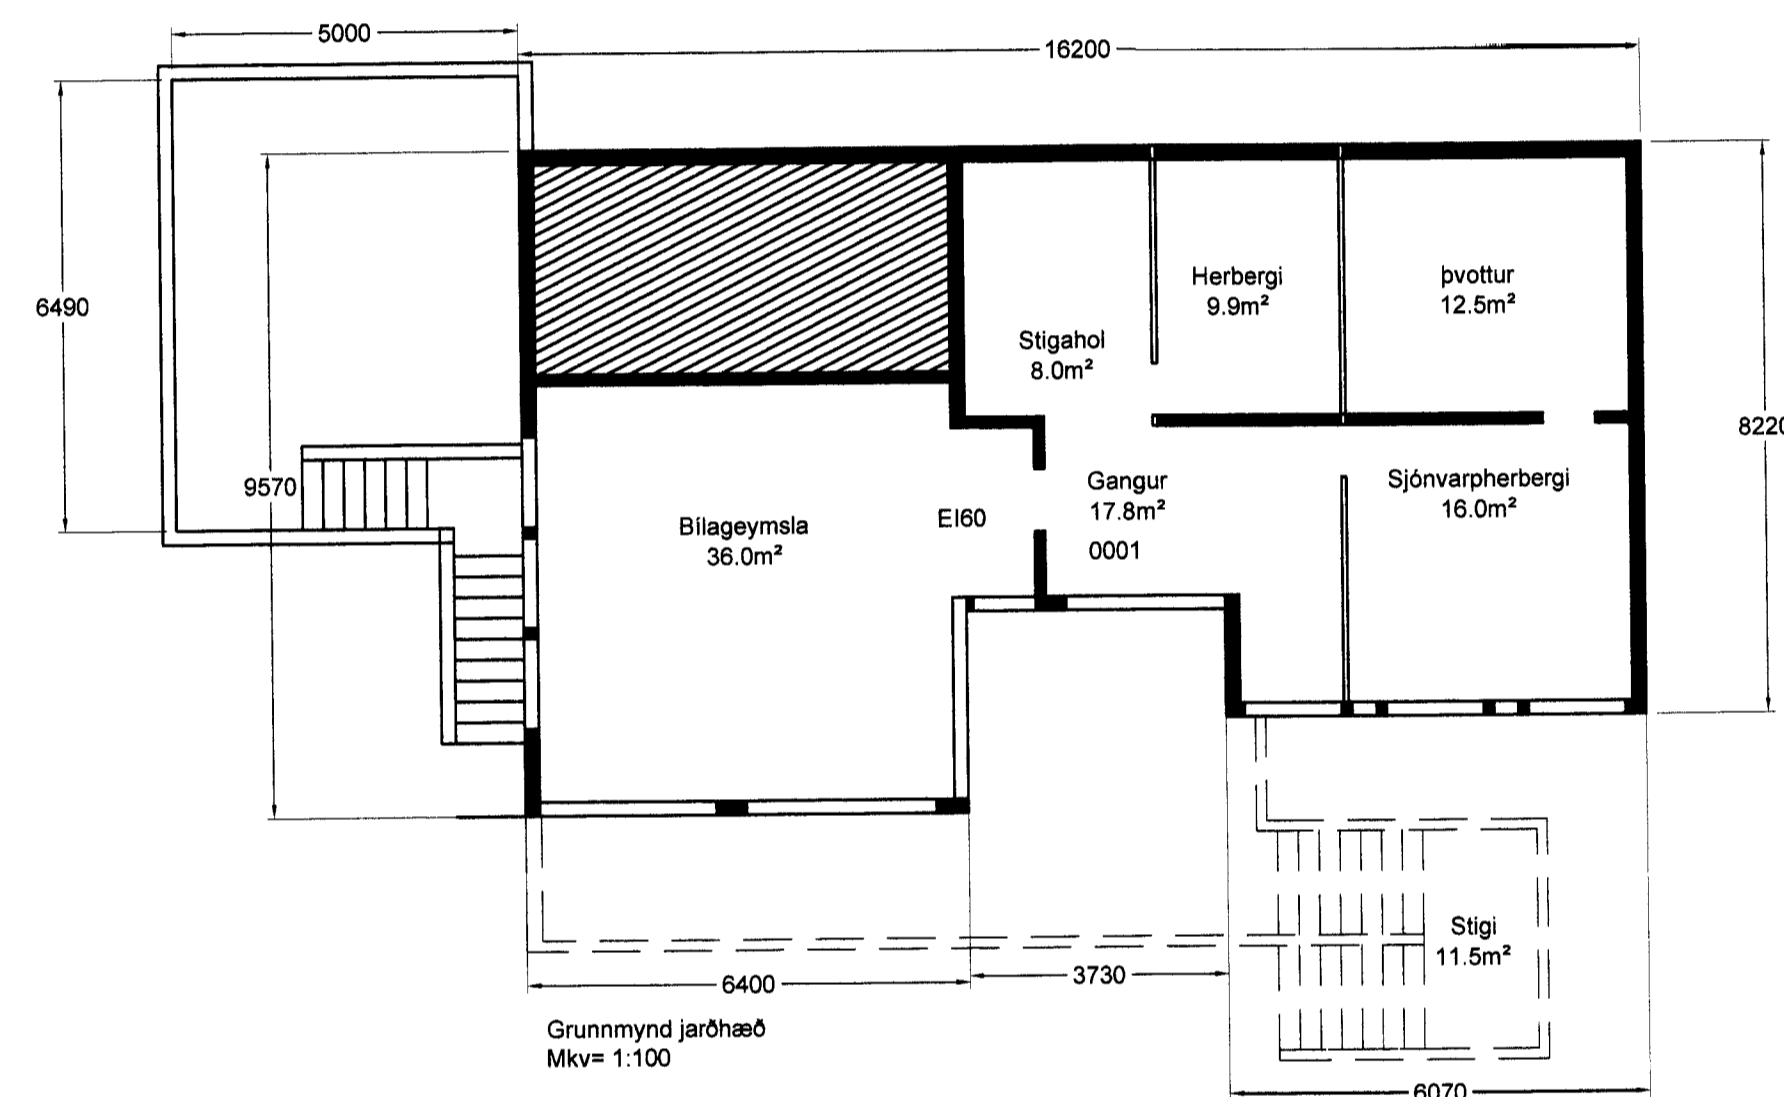 5000
16200
6490
9570
8220
Herbergi
9.9m²
þvottur
12.5m²
Stigahol
8.0m²
Gangur
17.8m²
0001
Sjónvarpherbergi
16.0m²
Bílageymsla
36.0m²
EI60
Stigi
11.5m²
6400
3730
6070
Grunnmynd jarðhæð
Mkv= 1:100